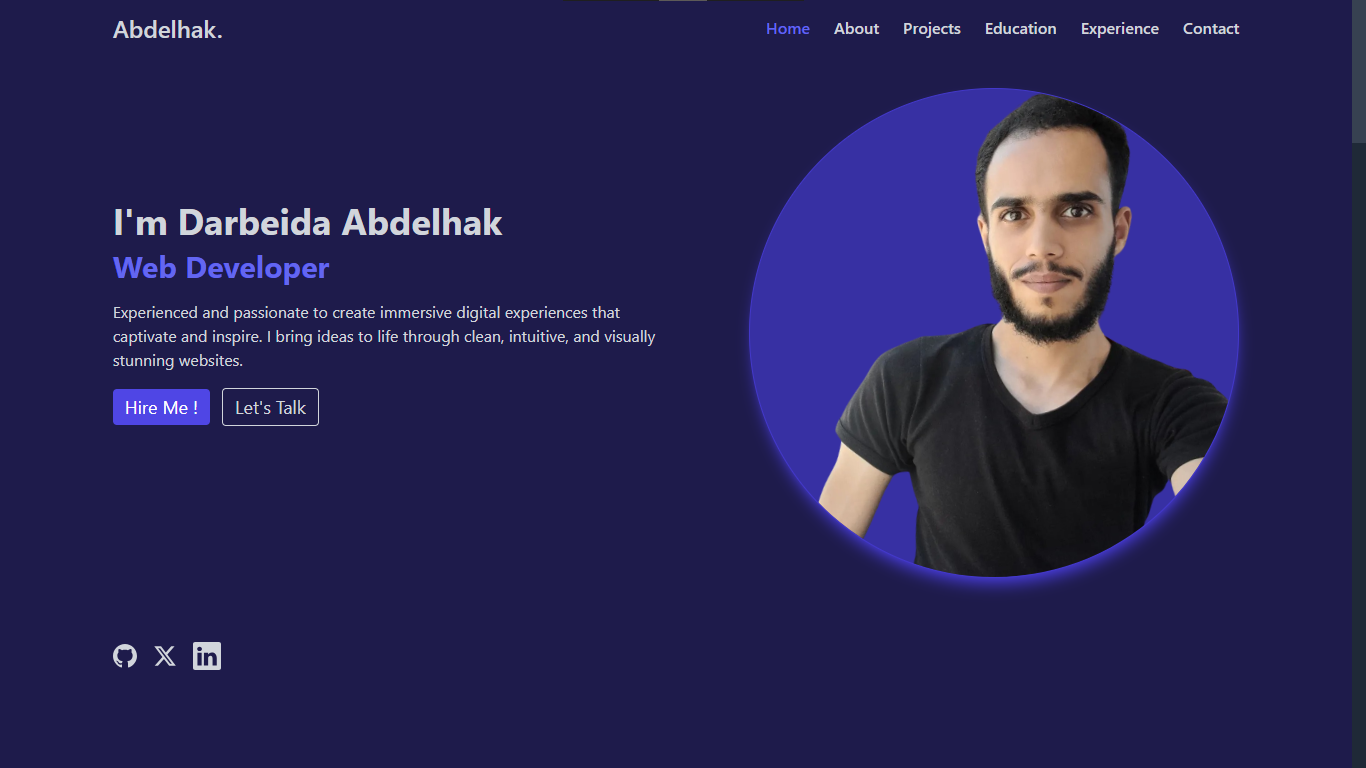 Abdelhak.
Home About Projects Education Experience Contact
I'm Darbeida Abdelhak
Web Developer
Experienced and passionate to create immersive digital experiences that
captivate and inspire. I bring ideas to life through clean, intuitive, and visually
stunning websites.
Hire Me !
Let's Talk